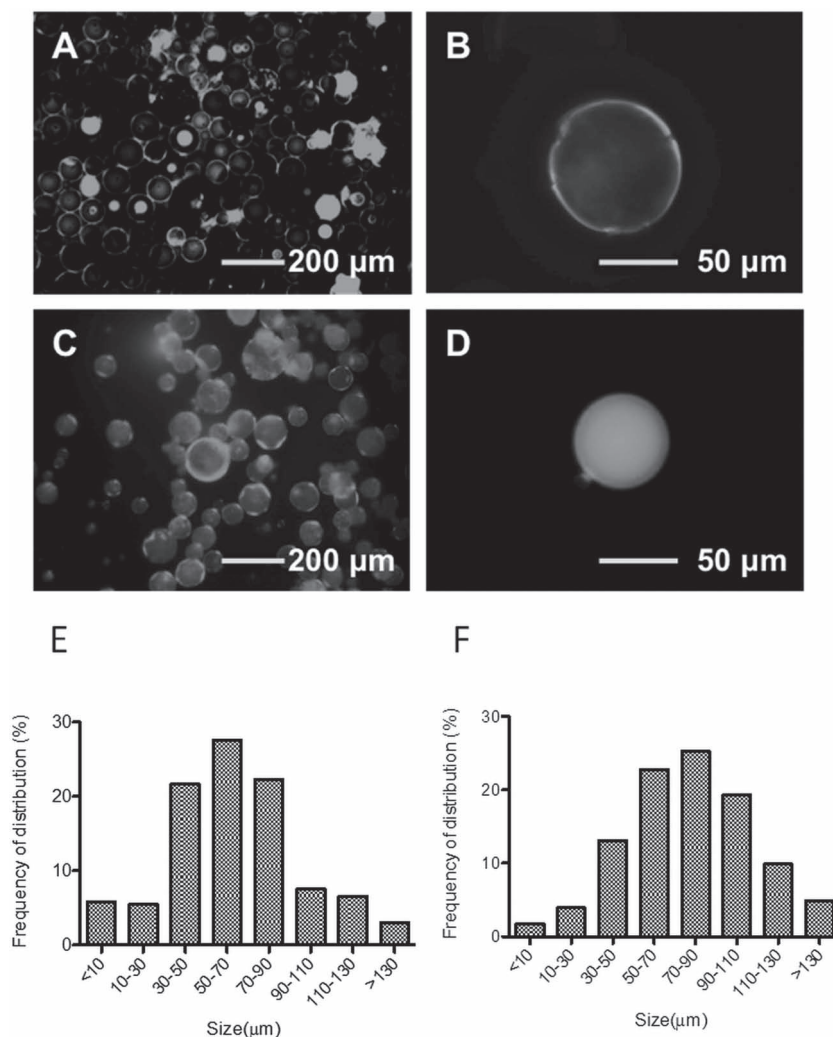 A
B
200 μm
50 μm
C
D
200 μm
50 μm
E
F
Frequency of distribution (%)
30
20
10
0
<10
10-30
30-50
50-70
70-90
90-110
110-130
>130
Size(μm)
Frequency of distribution (%)
30
20
10
0
<10
10-30
30-50
50-70
70-90
90-110
110-130
>130
Size(μm)